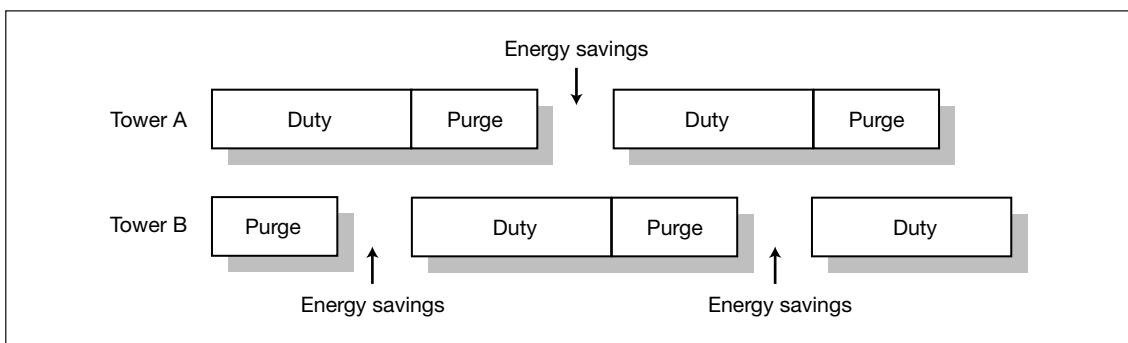 Energy savings
Tower A Duty Purge Duty Purge
Tower B Purge Duty Purge Duty
Energy savings Energy savings